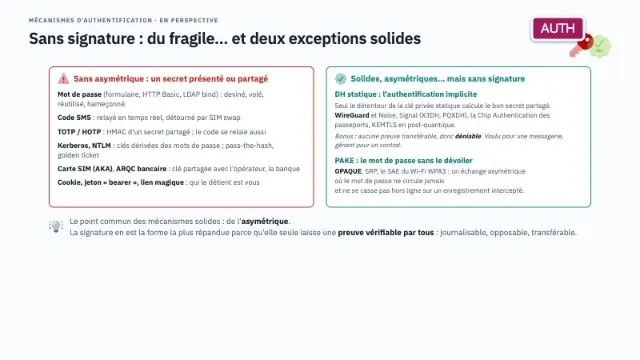 MÉCANISMES D'AUTHENTIFICATION · EN PERSPECTIVE
Sans signature : du fragile... et deux exceptions solides
AUTH
Sans asymétrique : un secret présenté ou partagé
Mot de passe (formulaire, HTTP Basic, LDAP bind) : deviné, volé,
réutilisé, hameçonné
Code SMS : relayé en temps réel, détourné par SIM swap
TOTP / HOTP : HMAC d'un secret partagé ; le code se relaie aussi
Kerberos, NTLM : clés dérivées des mots de passe ; pass-the-hash,
golden ticket
Carte SIM (AKA), ARQC bancaire : clé partagée avec l'opérateur, la banque
Cookie, jeton « bearer », lien magique : qui le détient est vous
Solides, asymétriques... mais sans signature
DH statique : l'authentification implicite
Seul le détenteur de la clé privée statique calcule le bon secret partagé.
WireGuard et Noise, Signal (X3DH, PQXDH), la Chip Authentication des
passeports, KEMTLS en post-quantique.
Bonus : aucune preuve transférable, donc déniable. Voulu pour une messagerie,
gênant pour un contrat.
PAKE : le mot de passe sans le dévoiler
OPAQUE, SRP, le SAE du Wi-Fi WPA3 : un échange asymétrique
où le mot de passe ne circule jamais
et ne se casse pas hors ligne sur un enregistrement intercepté.
Le point commun des mécanismes solides : de l'asymétrique.
La signature en est la forme la plus répandue parce qu'elle seule laisse une preuve vérifiable par tous : journalisable, opposable, transférable.